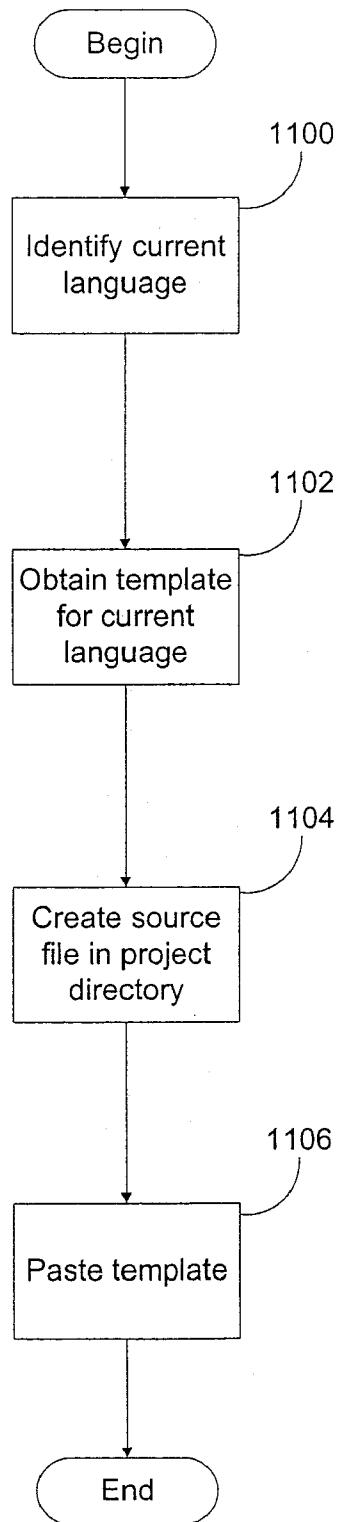 Begin
1100
Identify current
language
1102
Obtain template
for current
language
1104
Create source
file in project
directory
1106
Paste template
End